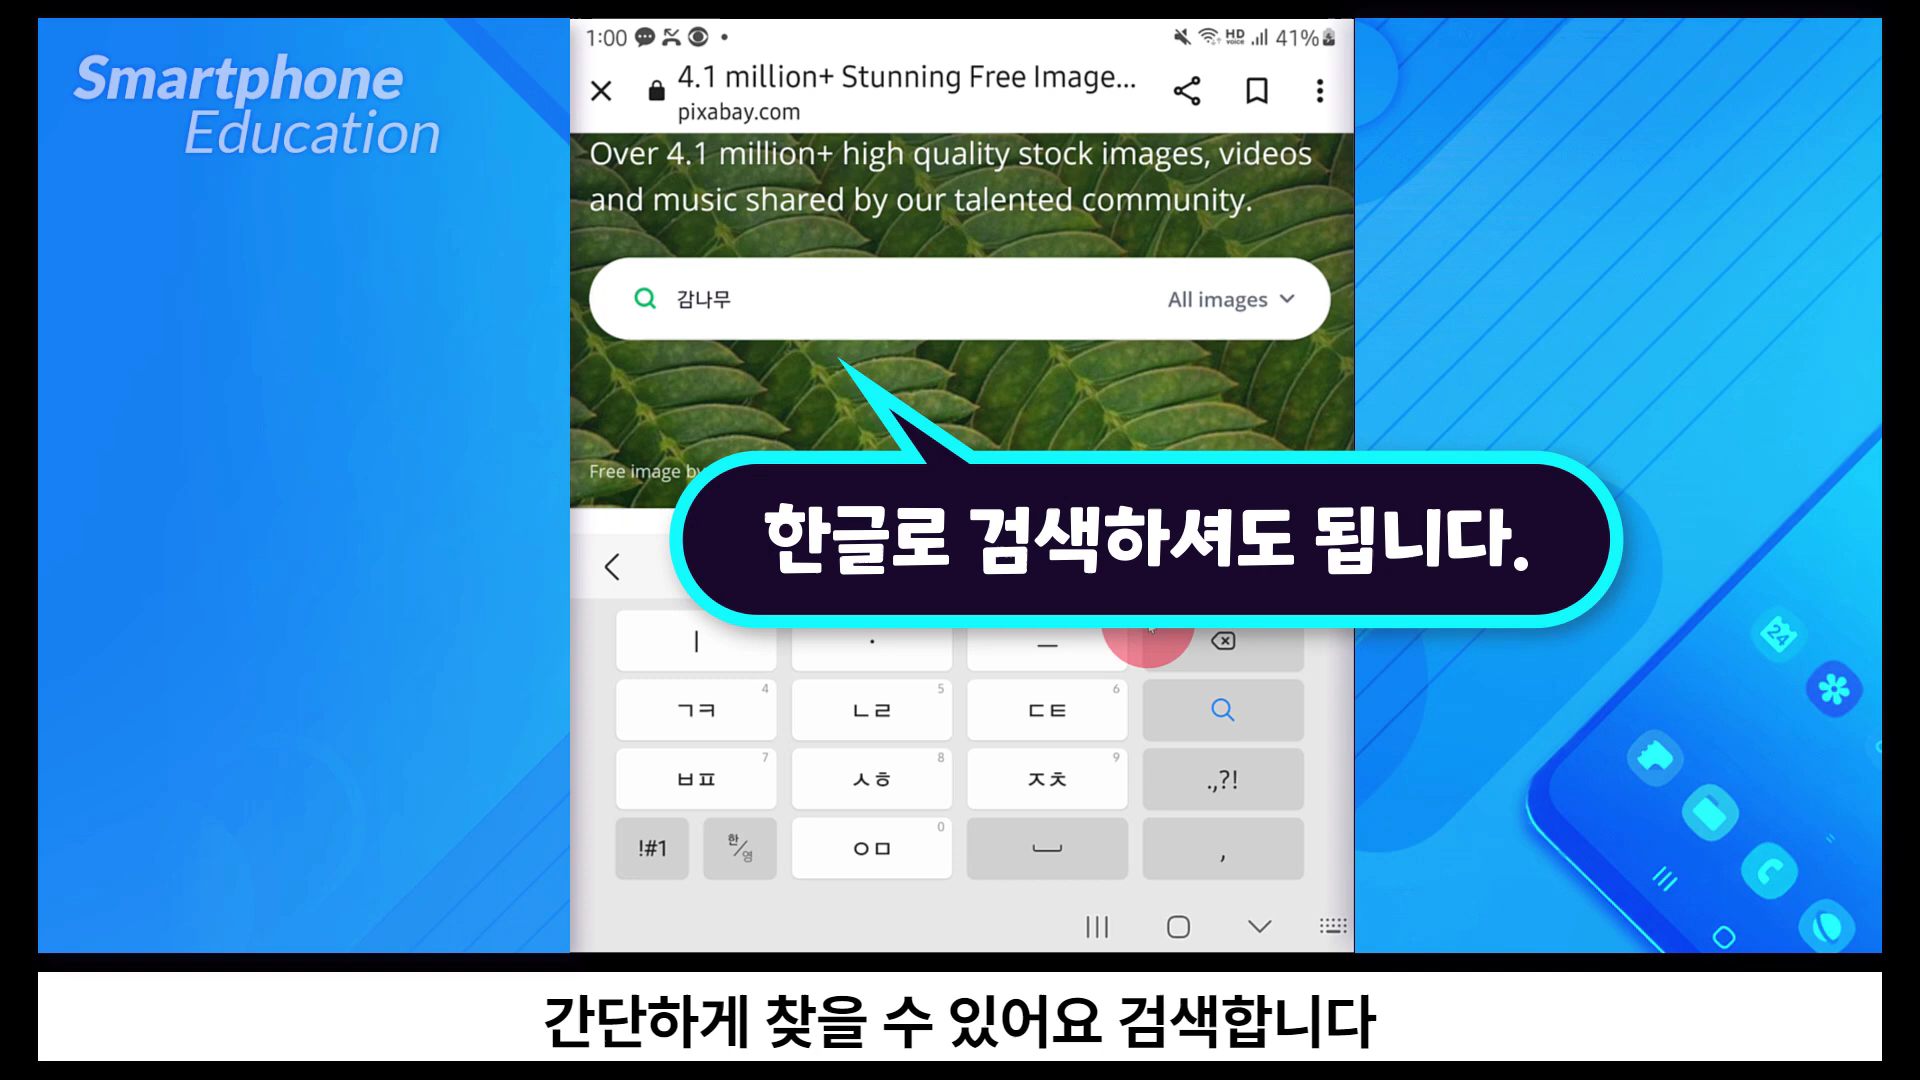 Smartphone
Education
1:00
HD
voice
41%
4.1 million+ Stunning Free Image...
pixabay.com
Over 4.1 million+ high quality stock images, videos
and music shared by our talented community.
감나무
All images
Free image by
한글로 검색하셔도 됩니다.
ㅣ
·
ㅡ
ㄱㅋ 4
ㄴㄹ 5
ㄷㅌ 6
ㅂㅍ 7
ㅅㅎ 8
ㅈㅊ 9
.,?!
!#1
한/영
ㅇㅁ 0
,
24
간단하게 찾을 수 있어요 검색합니다